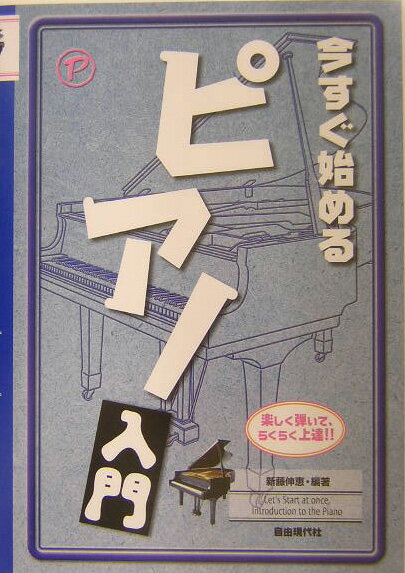 今すぐ始める
ピアノ
入門
P
楽しく弾いて、
らくらく上達!!
新藤伸恵・編著
Let's Start at once,
Introduction to the Piano
自由現代社